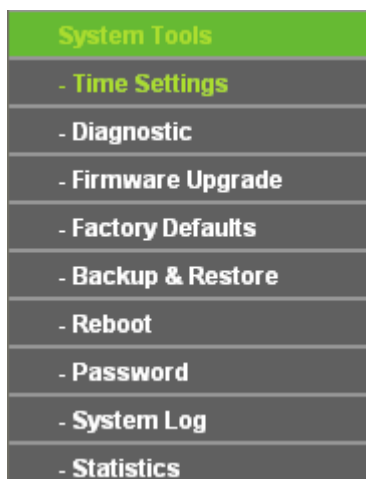 System Tools
- Time Settings
- Diagnostic
- Firmware Upgrade
- Factory Defaults
- Backup & Restore
- Reboot
- Password
- System Log
- Statistics